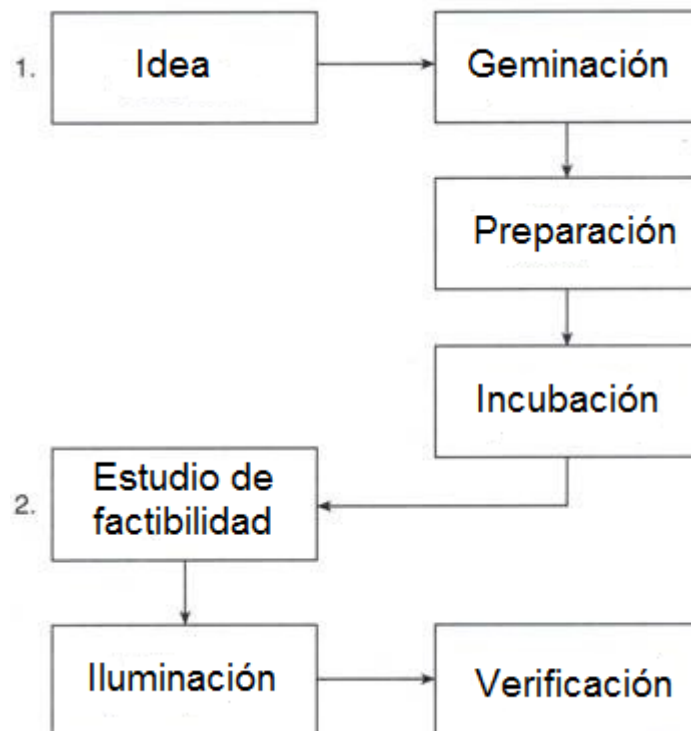 1.
Idea
Geminación
Preparación
Incubación
2.
Estudio de
factibilidad
Iluminación
Verificación